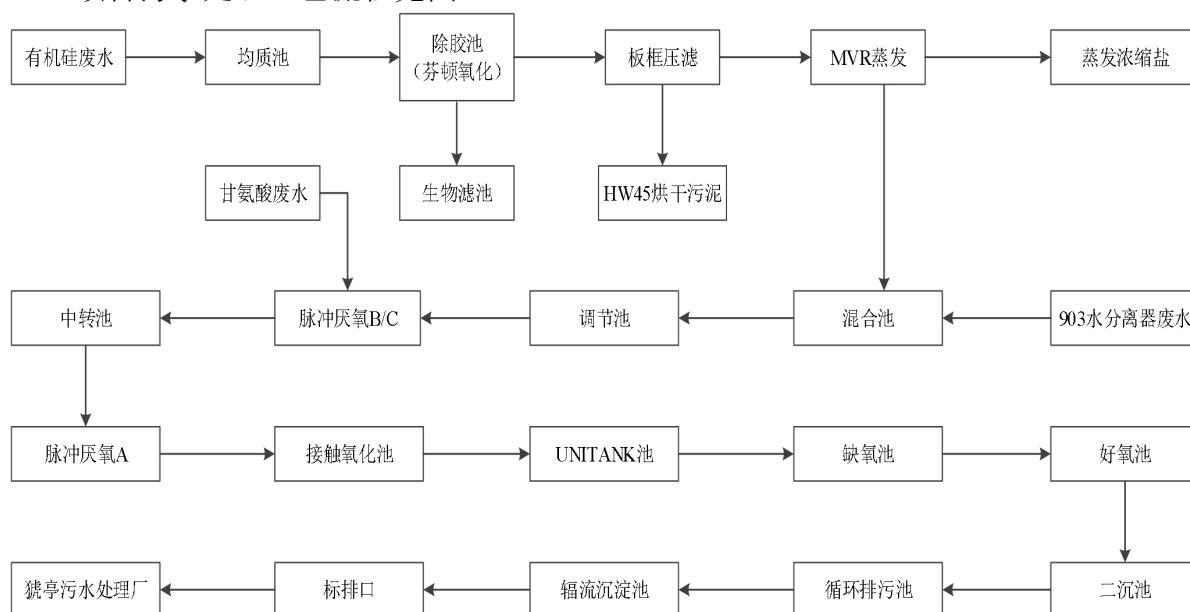 有机硅废水
均质池
除胶池
（芬顿氧化）
板框压滤
MVR蒸发
蒸发浓缩盐
甘氨酸废水
生物滤池
HW45烘干污泥
中转池
脉冲厌氧B/C
调节池
混合池
903水分离器废水
脉冲厌氧A
接触氧化池
UNITANK池
缺氧池
好氧池
猇亭污水处理厂
标排口
辐流沉淀池
循环排污池
二沉池